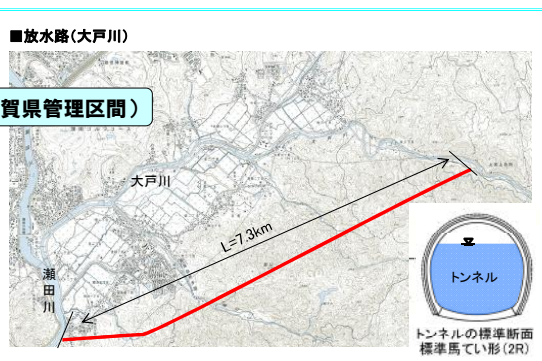 ■放水路(大戸川)
賀県管理区間)
大戸川
L=7.3km
瀬田川
トンネル
トンネルの標準断面
標準馬てい形(2R)